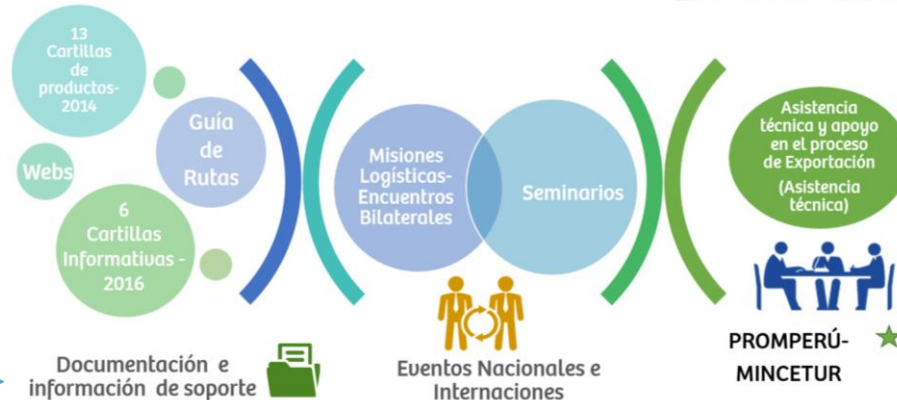 13
Cartillas
de
productos-
2014
Webs
Guía
de
Rutas
6
Cartillas
Informativas -
2016
Documentación e
información de soporte
Misiones
Logísticas-
Encuentros
Bilaterales
Seminarios
Eventos Nacionales e
Internaciones
Asistencia
técnica y apoyo
en el proceso
de Exportación
(Asistencia
técnica)
PROMPERÚ-
MINCETUR